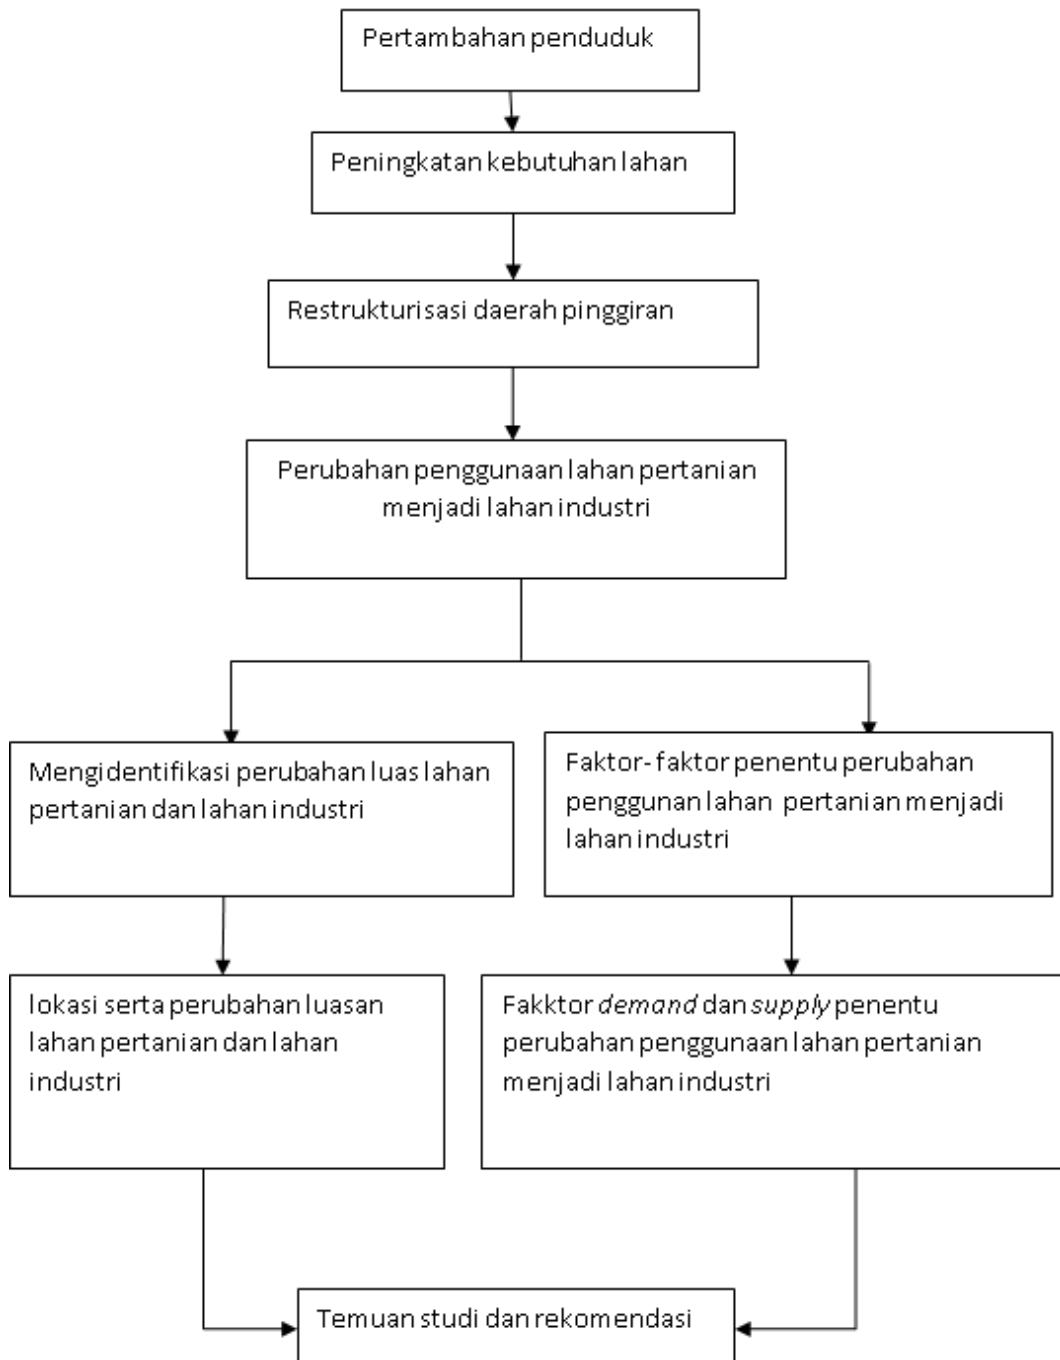 Pertambahan penduduk
Peningkatan kebutuhan lahan
Restrukturisasi daerah pinggiran
Perubahan penggunaan lahan pertanian
menjadi lahan industri
Mengidentifikasi perubahan luas lahan
pertanian dan lahan industri
Faktor- faktor penentu perubahan
penggunan lahan pertanian menjadi
lahan industri
lokasi serta perubahan luasan
lahan pertanian dan lahan
industri
Fakktor demand dan supply penentu
perubahan penggunaan lahan pertanian
menjadi lahan industri
Temuan studi dan rekomendasi